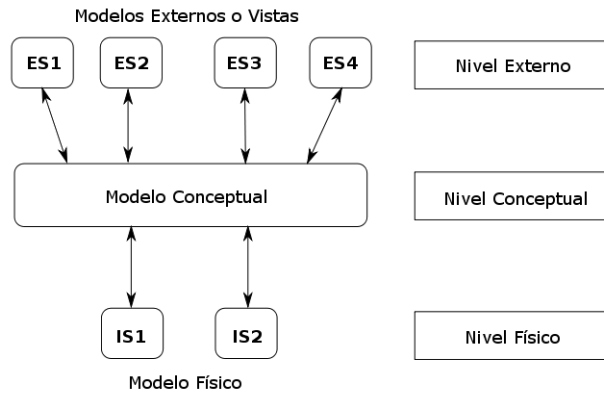 Modelos Externos o Vistas
ES1 ES2 ES3 ES4 Nivel Externo
Modelo Conceptual Nivel Conceptual
IS1 IS2 Nivel Físico
Modelo Físico